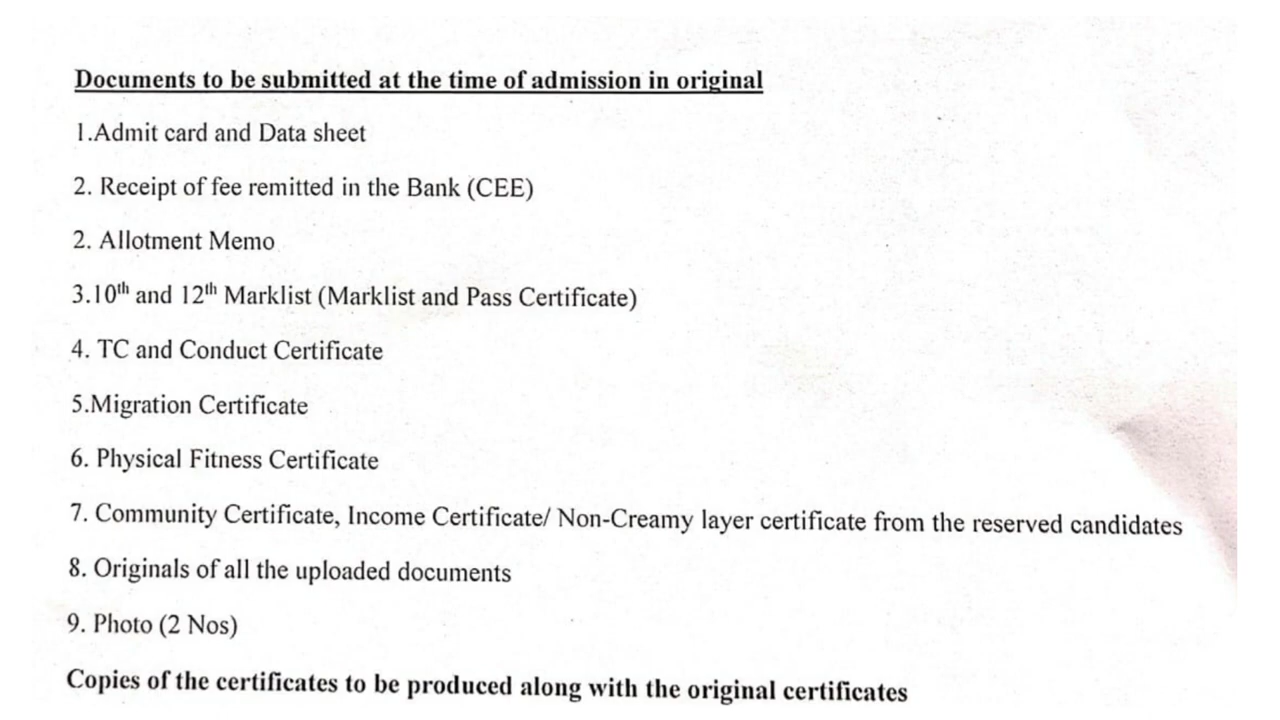 Documents to be submitted at the time of admission in original
1.Admit card and Data sheet
2. Receipt of fee remitted in the Bank (CEE)
2. Allotment Memo
3.10th and 12th Marklist (Marklist and Pass Certificate)
4. TC and Conduct Certificate
5.Migration Certificate
6. Physical Fitness Certificate
7. Community Certificate, Income Certificate/ Non-Creamy layer certificate from the reserved candidates
8. Originals of all the uploaded documents
9. Photo (2 Nos)
Copies of the certificates to be produced along with the original certificates